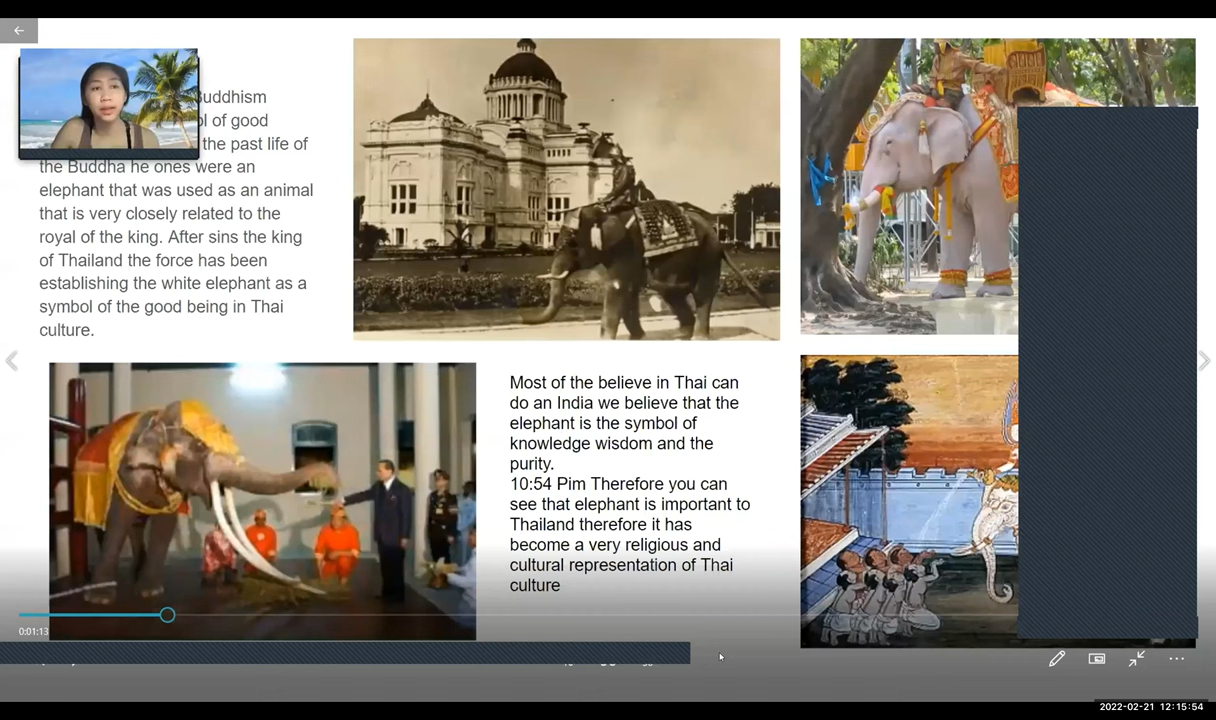 Buddhism
ol of good
the past life of
the Buddha he ones were an
elephant that was used as an animal
that is very closely related to the
royal of the king. After sins the king
of Thailand the force has been
establishing the white elephant as a
symbol of the good being in Thai
culture.
Most of the believe in Thai can
do an India we believe that the
elephant is the symbol of
knowledge wisdom and the
purity.
10:54 Pim Therefore you can
see that elephant is important to
Thailand therefore it has
become a very religious and
cultural representation of Thai
culture
0:01:13
2022-02-21 12:15:54